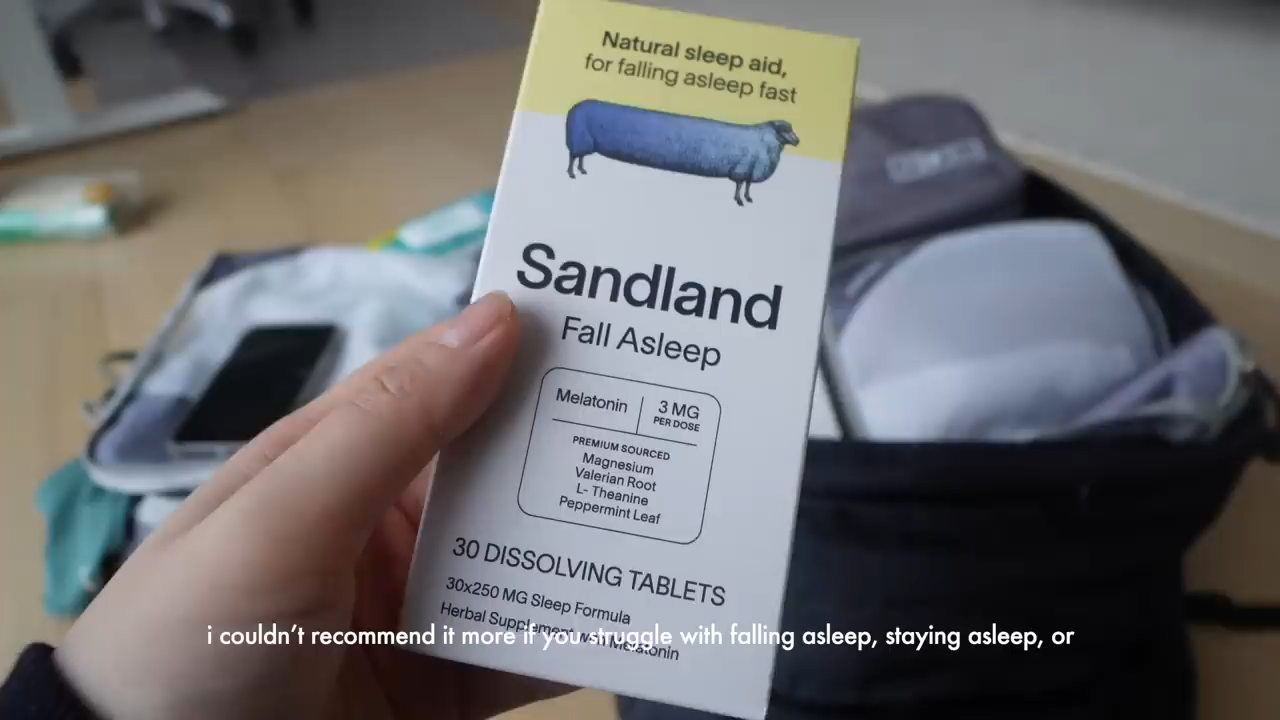 Natural sleep aid,
for falling asleep fast
Sandland
Fall Asleep
Melatonin
3 MG
PER DOSE
PREMIUM SOURCED
Magnesium
Valerian Root
L- Theanine
Peppermint Leaf
30 DISSOLVING TABLETS
30x250 MG Sleep Formula
Herbal Supplement with Melatonin
i couldn't recommend it more if you struggle with falling asleep, staying asleep, or